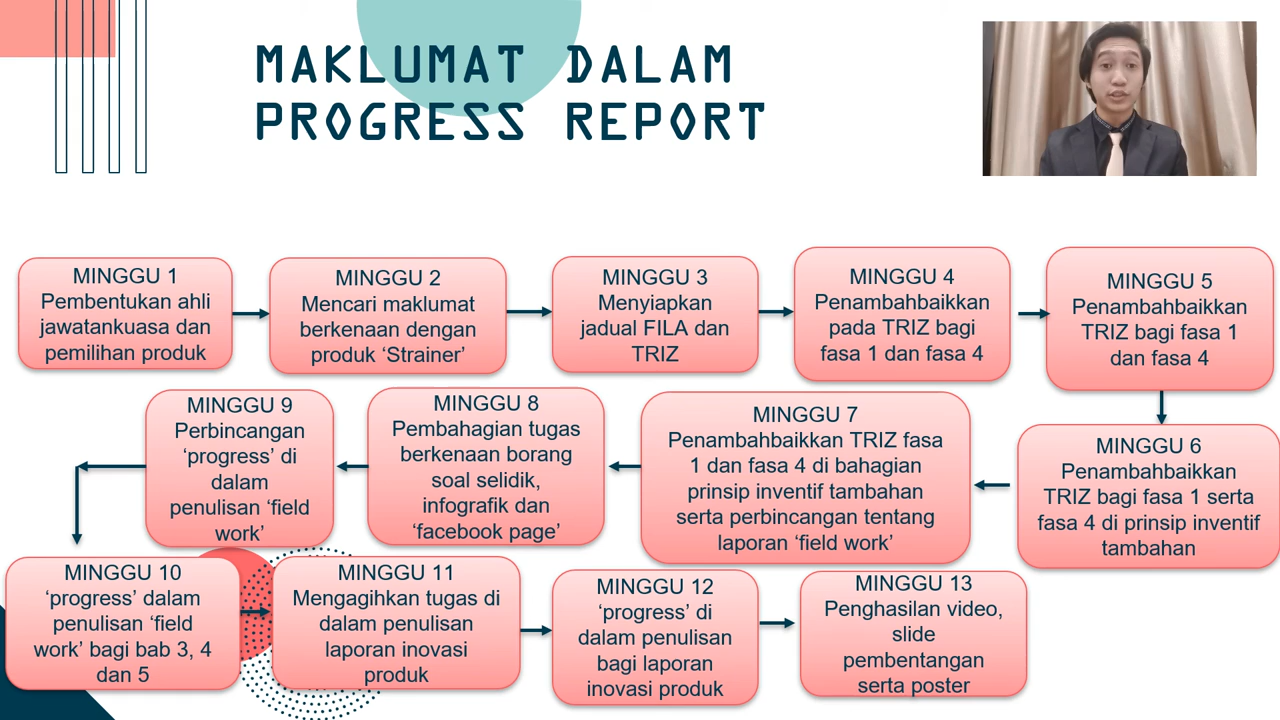 MAKLUMAT DALAM
PROGRESS REPORT
MINGGU 1
Pembentukan ahli
jawatankuasa dan
pemilihan produk
MINGGU 2
Mencari maklumat
berkenaan dengan
produk ‘Strainer’
MINGGU 3
Menyiapkan
jadual FILA dan
TRIZ
MINGGU 4
Penambahbaikkan
pada TRIZ bagi
fasa 1 dan fasa 4
MINGGU 5
Penambahbaikkan
TRIZ bagi fasa 1
dan fasa 4
MINGGU 6
Penambahbaikkan
TRIZ bagi fasa 1 serta
fasa 4 di prinsip inventif
tambahan
MINGGU 7
Penambahbaikkan TRIZ fasa
1 dan fasa 4 di bahagian
prinsip inventif tambahan
serta perbincangan tentang
laporan ‘field work’
MINGGU 8
Pembahagian tugas
berkenaan borang
soal selidik,
infografik dan
‘facebook page’
MINGGU 9
Perbincangan
‘progress’ di
dalam
penulisan ‘field
work’
MINGGU 10
‘progress’ dalam
penulisan ‘field
work’ bagi bab 3, 4
dan 5
MINGGU 11
Mengagihkan tugas di
dalam penulisan
laporan inovasi
produk
MINGGU 12
‘progress’ di
dalam penulisan
bagi laporan
inovasi produk
MINGGU 13
Penghasilan video,
slide
pembentangan
serta poster